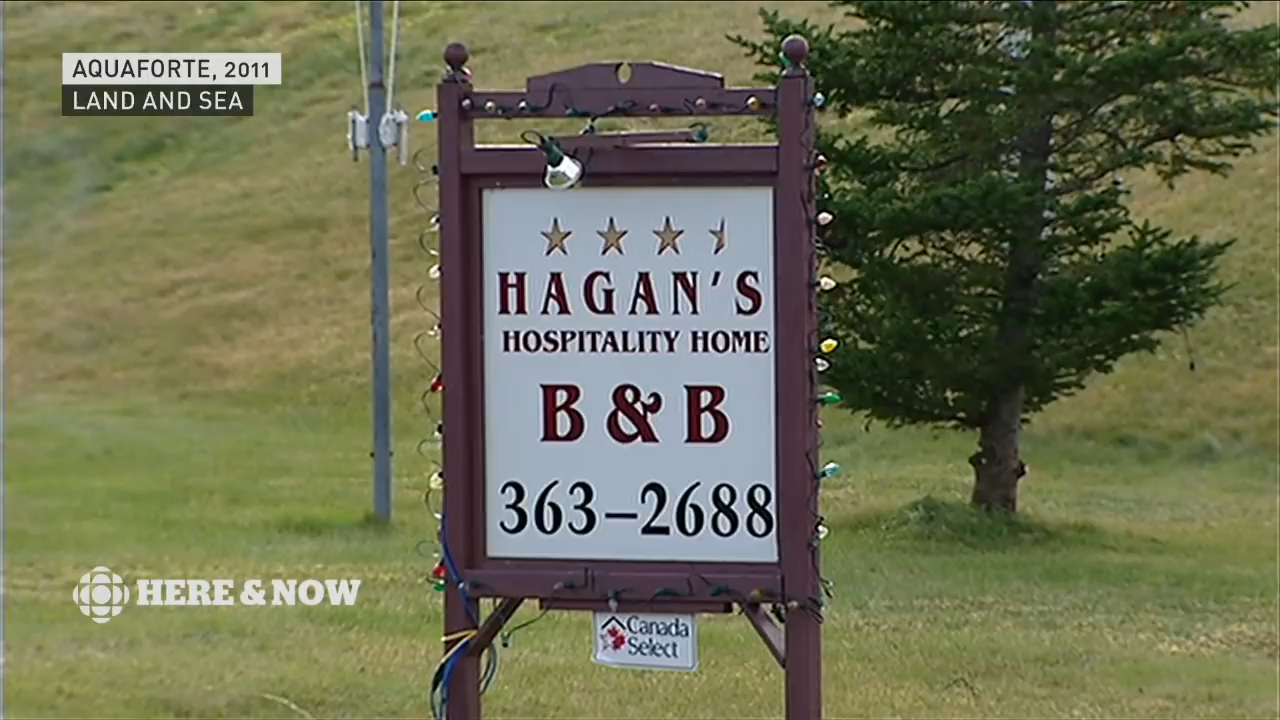 AQUAFORTE, 2011
LAND AND SEA
HAGAN'S
HOSPITALITY HOME
B & B
363-2688
Canada
Select
HERE & NOW